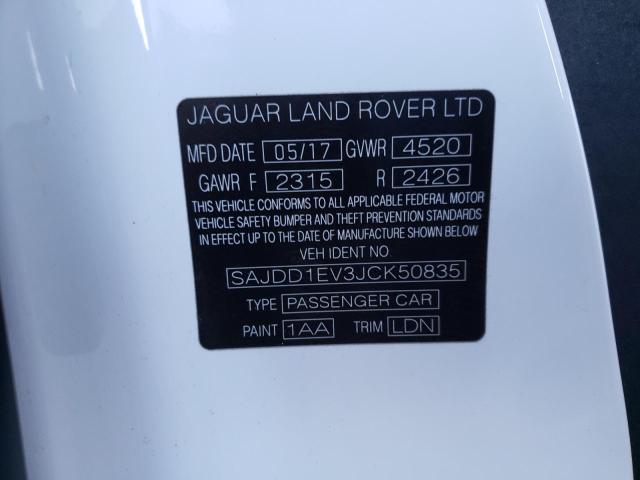 JAGUAR LAND ROVER LTD
MFD DATE 05/17 GVWR 4520
GAWR F 2315 R 2426
THIS VEHICLE CONFORMS TO ALL APPLICABLE FEDERAL MOTOR
VEHICLE SAFETY BUMPER AND THEFT PREVENTION STANDARDS
IN EFFECT UP TO THE DATE OF MANUFACTURE SHOWN BELOW
VEH IDENT NO
SAJDD1EV3JCK50835
TYPE PASSENGER CAR
PAINT 1AA TRIM LDN